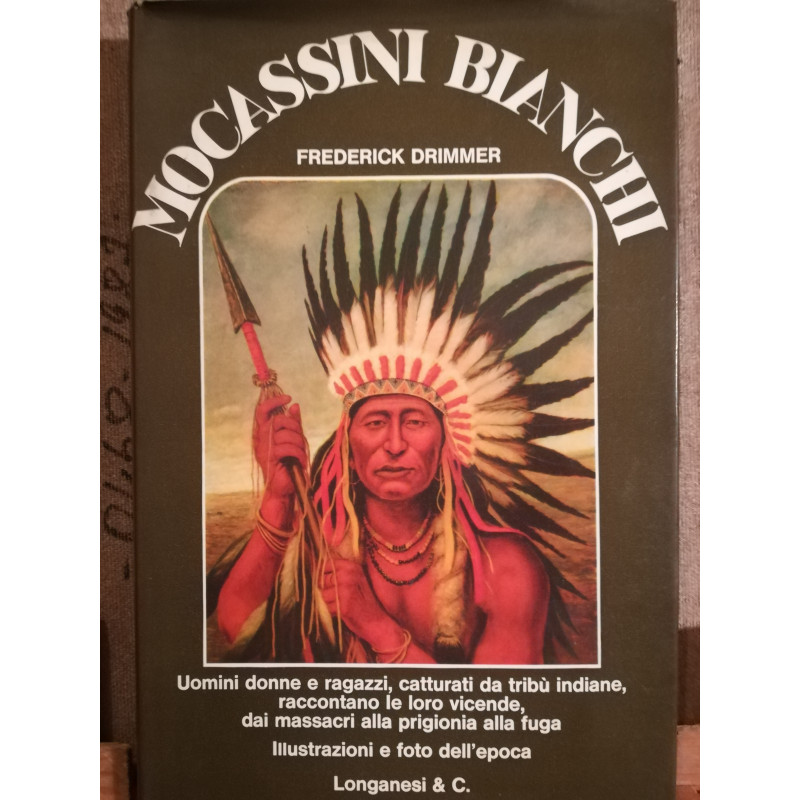 MOCASSINI BIANCHI
FREDERICK DRIMMER
Uomini donne e ragazzi, catturati da tribù indiane,
raccontano le loro vicende,
dai massacri alla prigionia alla fuga
Illustrazioni e foto dell'epoca
Longanesi & C.